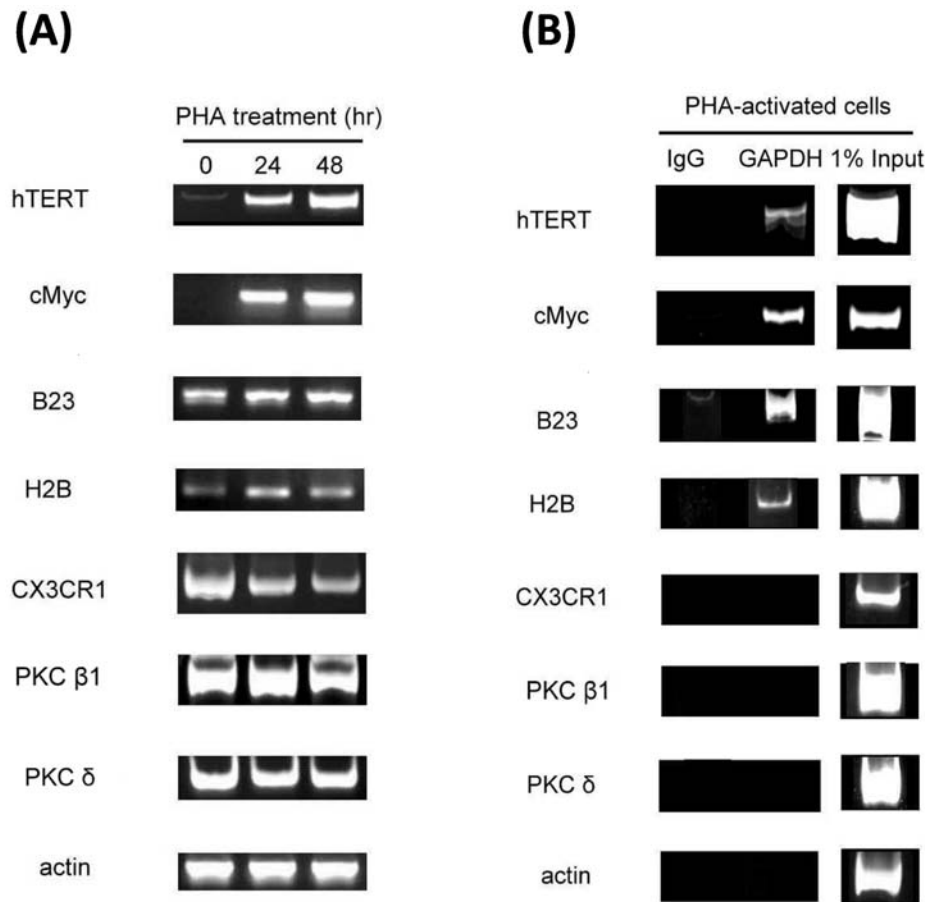 (A)
PHA treatment (hr)
0 24 48
hTERT
cMyc
B23
H2B
CX3CR1
PKC β1
PKC δ
actin
(B)
PHA-activated cells
IgG GAPDH 1% Input
hTERT
cMyc
B23
H2B
CX3CR1
PKC β1
PKC δ
actin